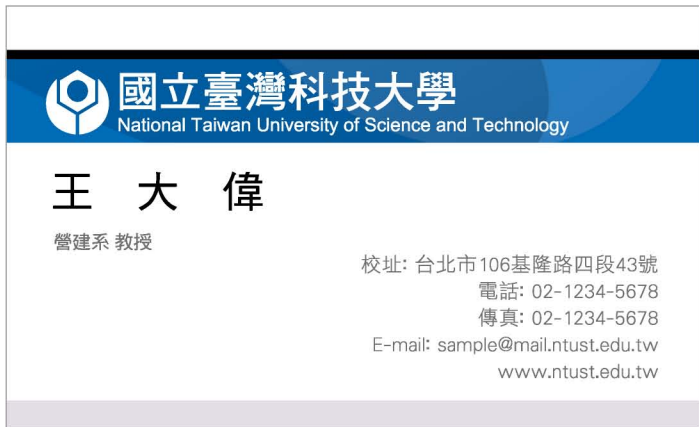 國立臺灣科技大學
National Taiwan University of Science and Technology
王大偉
營建系 教授
校址: 台北市106基隆路四段43號
電話: 02-1234-5678
傳真: 02-1234-5678
E-mail: sample@mail.ntust.edu.tw
www.ntust.edu.tw